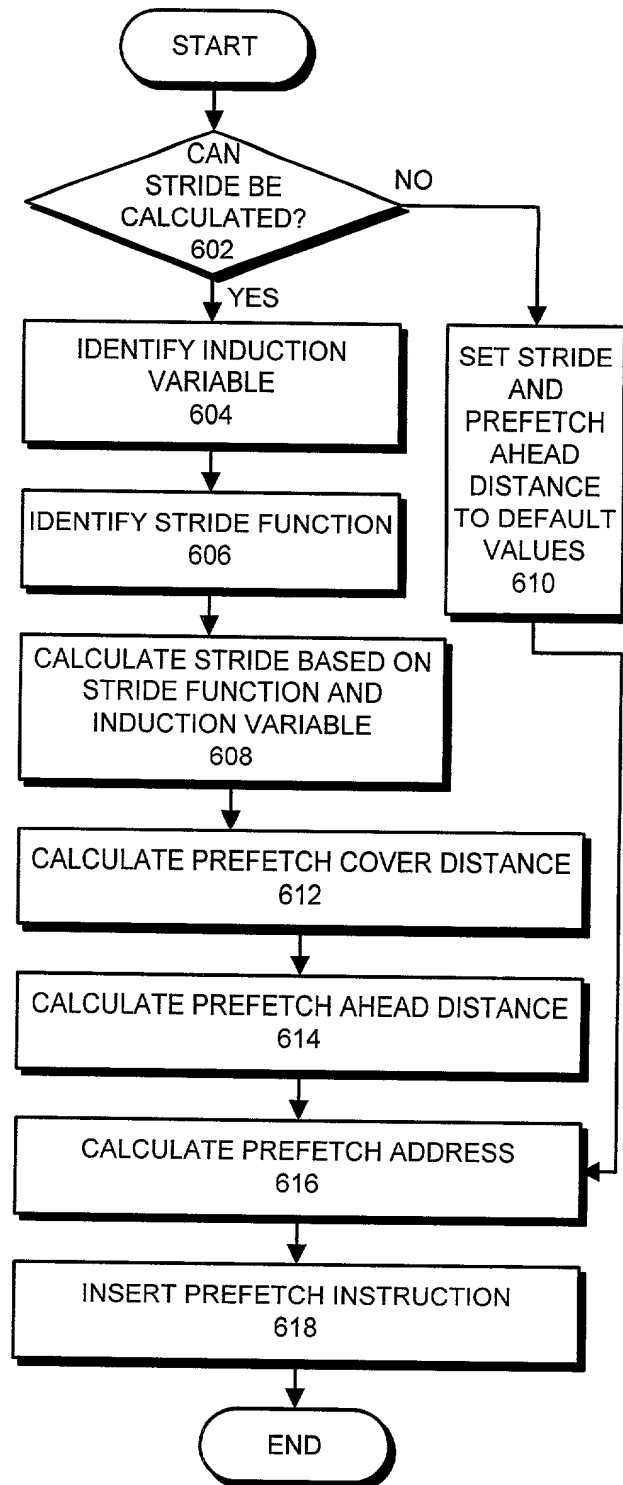 START
CAN
STRIDE BE
CALCULATED?
602
NO
YES
IDENTIFY INDUCTION
VARIABLE
604
SET STRIDE
AND
PREFETCH
AHEAD
DISTANCE
TO DEFAULT
VALUES
610
IDENTIFY STRIDE FUNCTION
606
CALCULATE STRIDE BASED ON
STRIDE FUNCTION AND
INDUCTION VARIABLE
608
CALCULATE PREFETCH COVER DISTANCE
612
CALCULATE PREFETCH AHEAD DISTANCE
614
CALCULATE PREFETCH ADDRESS
616
INSERT PREFETCH INSTRUCTION
618
END